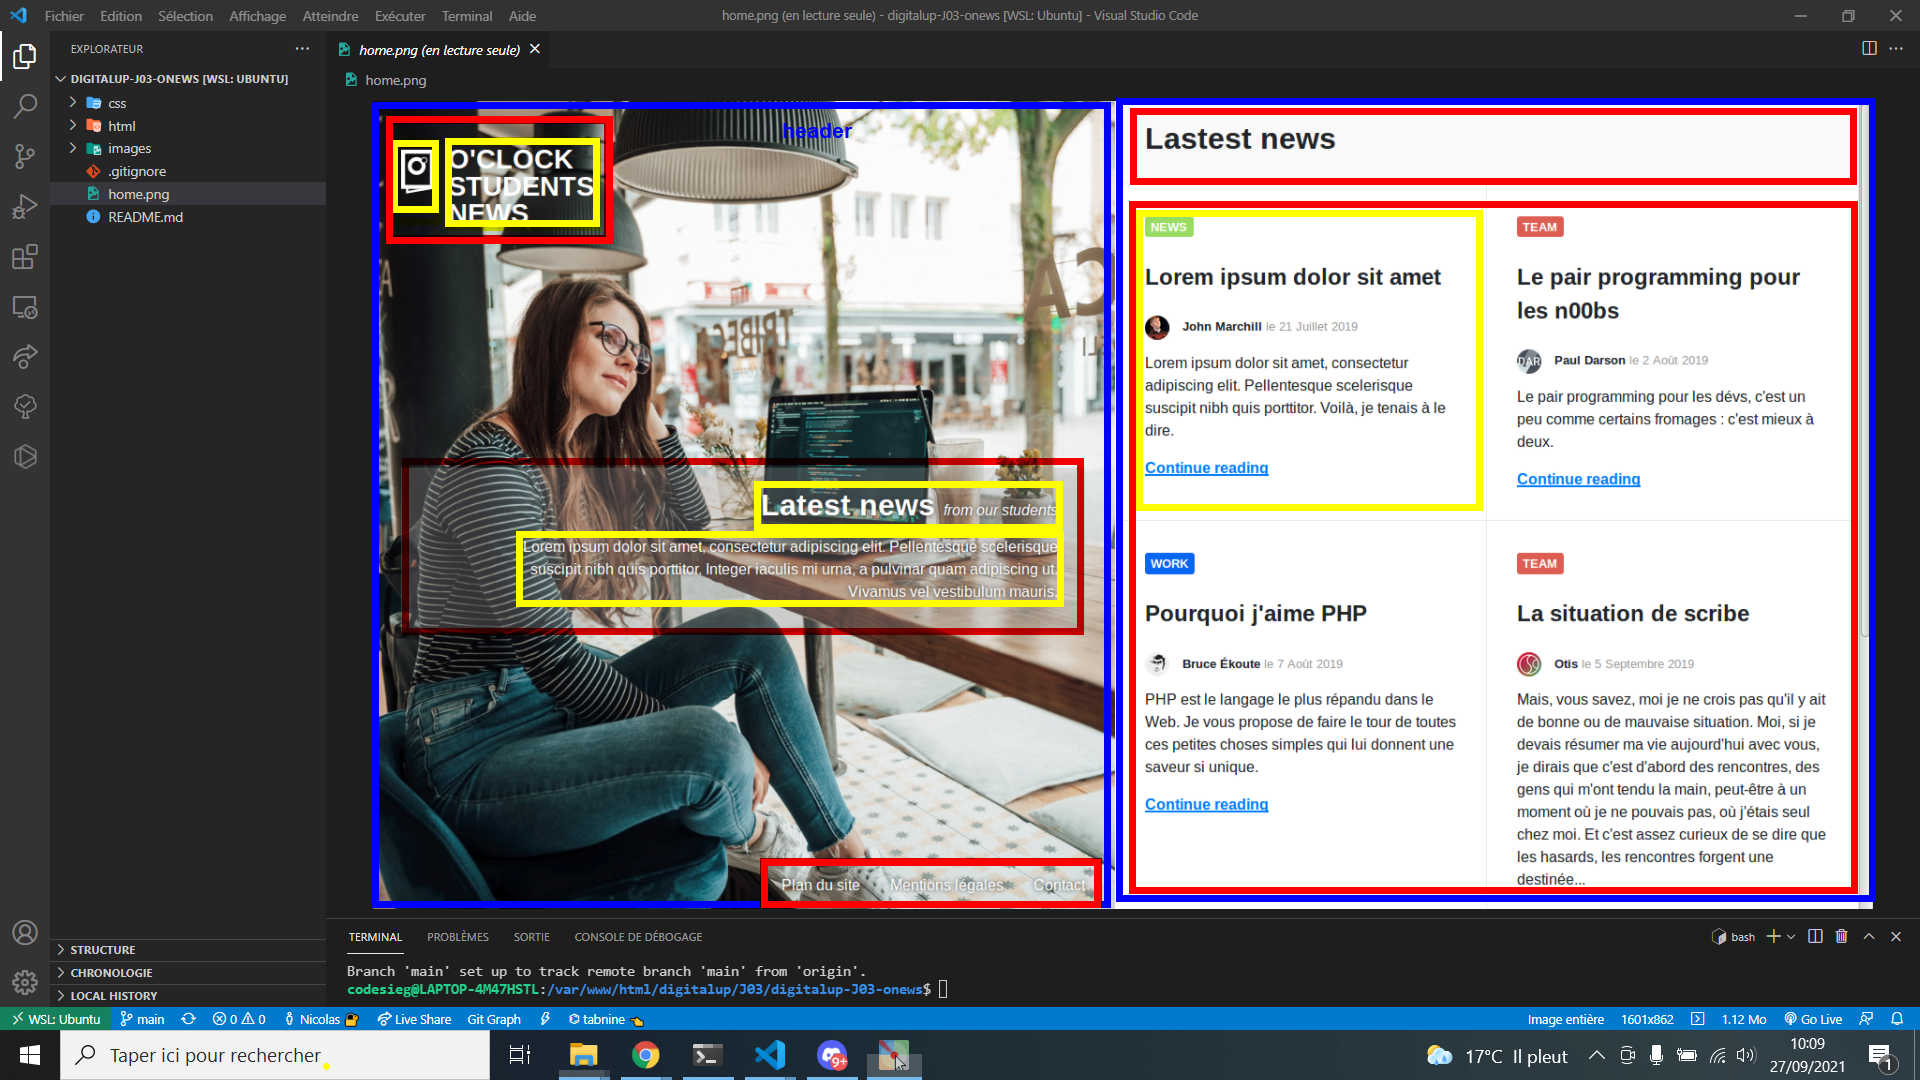 Fichier Edition Sélection Affichage Atteindre Exécuter Terminal Aide
home.png (en lecture seule) - digitalup-J03-onews [WSL: Ubuntu] - Visual Studio Code
EXPLORATEUR
DIGITALUP-J03-ONEWS [WSL: UBUNTU]
css
html
images
.gitignore
home.png
README.md
STRUCTURE
CHRONOLOGIE
LOCAL HISTORY
home.png (en lecture seule)
home.png
header
O'CLOCK
STUDENTS
NEWS
TRIBECA
Latest news from our students
Lorem ipsum dolor sit amet, consectetur adipiscing elit. Pellentesque scelerisque
suscipit nibh quis porttitor. Integer iaculis mi urna, a pulvinar quam adipiscing ut.
Vivamus vel vestibulum mauris.
Plan du site Mentions légales Contact
Lastest news
NEWS
Lorem ipsum dolor sit amet
John Marchill le 21 Juillet 2019
Lorem ipsum dolor sit amet, consectetur
adipiscing elit. Pellentesque scelerisque
suscipit nibh quis porttitor. Voilà, je tenais à le
dire.
Continue reading
TEAM
Le pair programming pour
les n00bs
DAR
Paul Darson le 2 Août 2019
Le pair programming pour les dévs, c'est un
peu comme certains fromages : c'est mieux à
deux.
Continue reading
WORK
Pourquoi j'aime PHP
Bruce Ékoute le 7 Août 2019
PHP est le langage le plus répandu dans le
Web. Je vous propose de faire le tour de toutes
ces petites choses simples qui lui donnent une
saveur si unique.
Continue reading
TEAM
La situation de scribe
Otis le 5 Septembre 2019
Mais, vous savez, moi je ne crois pas qu'il y ait
de bonne ou de mauvaise situation. Moi, si je
devais résumer ma vie aujourd'hui avec vous,
je dirais que c'est d'abord des rencontres, des
gens qui m'ont tendu la main, peut-être à un
moment où je ne pouvais pas, où j'étais seul
chez moi. Et c'est assez curieux de se dire que
les hasards, les rencontres forgent une
destinée...
TERMINAL PROBLÈMES SORTIE CONSOLE DE DÉBOGAGE
bash
Branch 'main' set up to track remote branch 'main' from 'origin'.
codesieg@LAPTOP-4M47HSTL:/var/www/html/digitalup/J03/digitalup-J03-onews$
WSL: Ubuntu main 0 0 Nicolas Live Share Git Graph tabnine Image entière 1601x862 1.12 Mo Go Live
Taper ici pour rechercher
9+
17°C Il pleut
10:09
27/09/2021
1